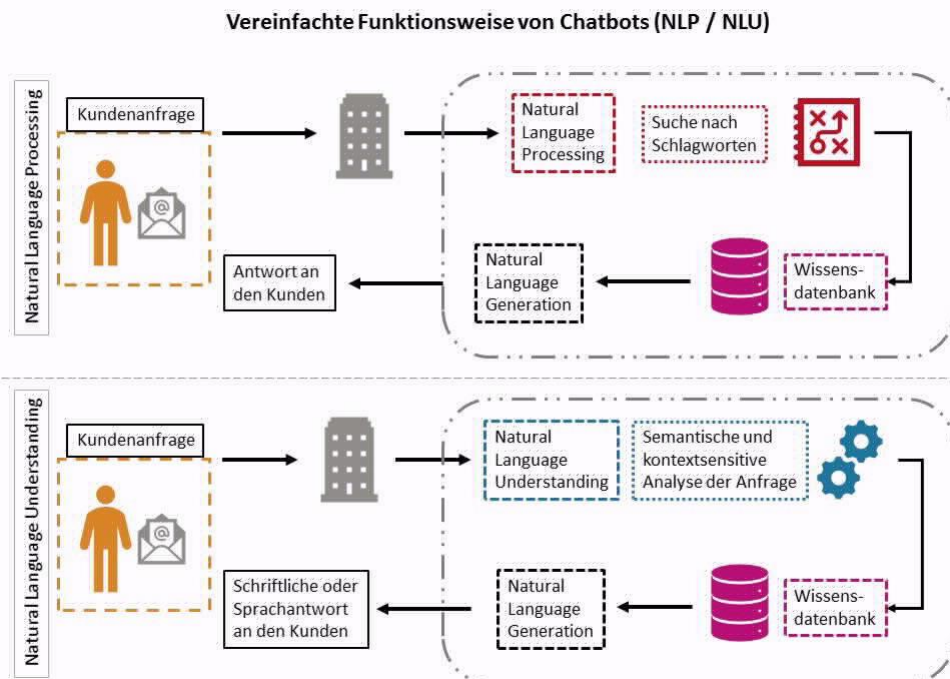 Vereinfachte Funktionsweise von Chatbots (NLP / NLU)
Natural Language Processing
Kundenanfrage
@
Natural
Language
Processing
Suche nach
Schlagworten
Wissens-
datenbank
Natural
Language
Generation
Antwort an
den Kunden
Natural Language Understanding
Kundenanfrage
@
Natural
Language
Understanding
Semantische und
kontextsensitive
Analyse der Anfrage
Wissens-
datenbank
Natural
Language
Generation
Schriftliche oder
Sprachantwort
an den Kunden